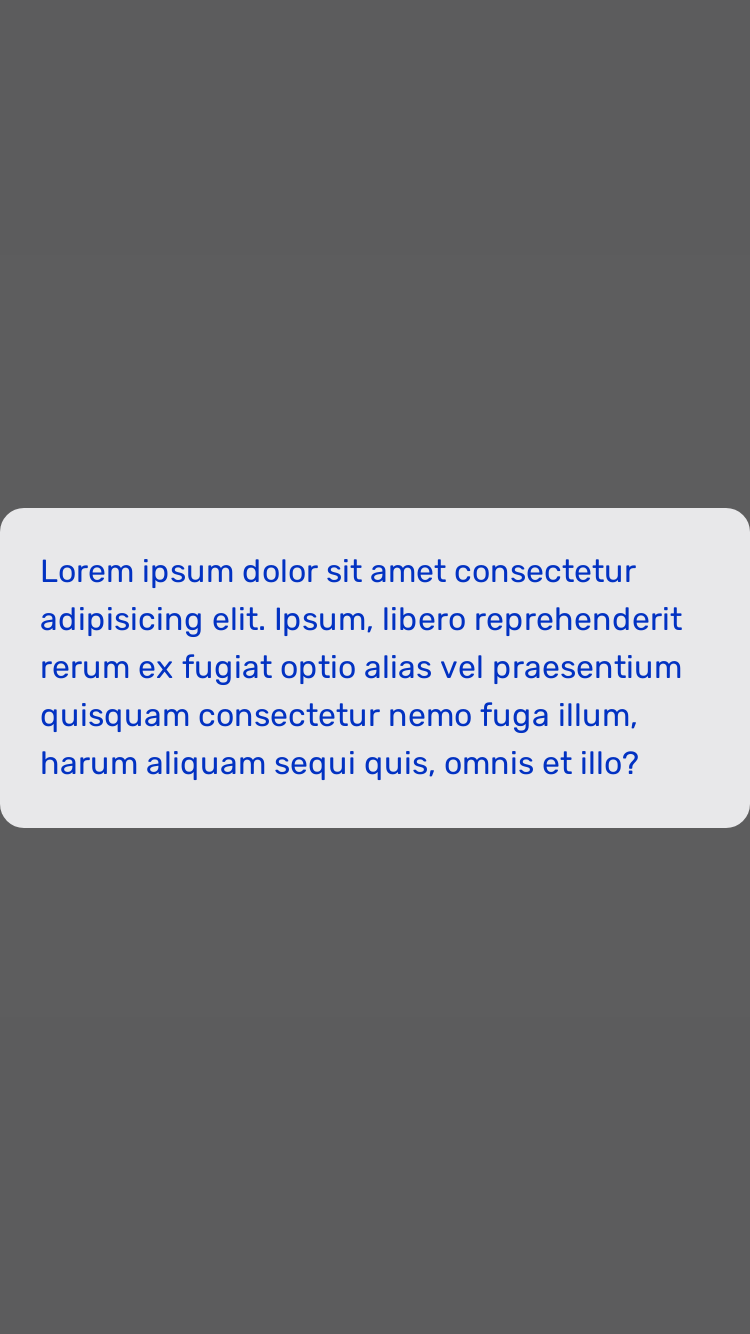 Lorem ipsum dolor sit amet consectetur
adipisicing elit. Ipsum, libero reprehenderit
rerum ex fugiat optio alias vel praesentium
quisquam consectetur nemo fuga illum,
harum aliquam sequi quis, omnis et illo?